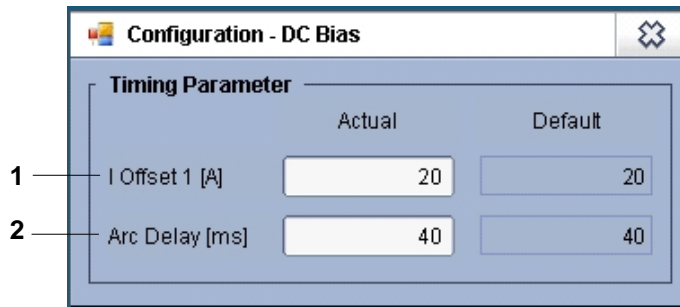 Configuration - DC Bias
Timing Parameter
Actual Default
1 I Offset 1 [A] 20 20
2 Arc Delay [ms] 40 40